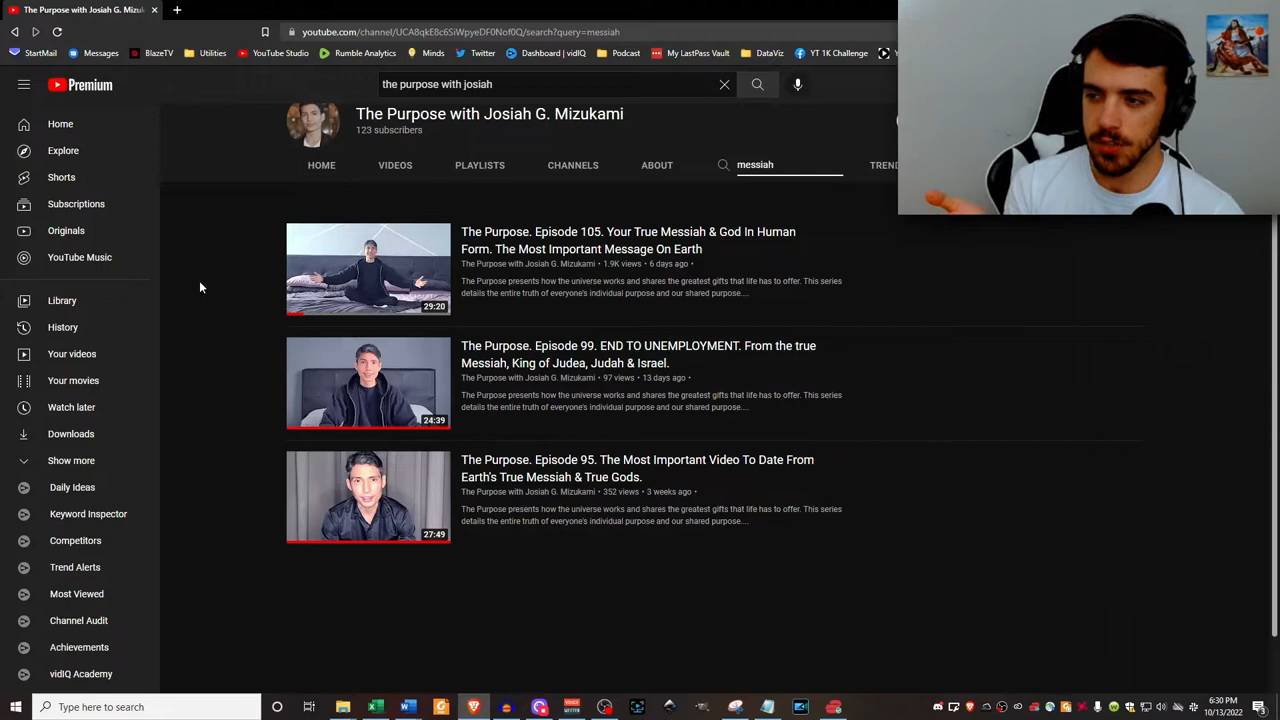 The Purpose with Josiah G. Mizuk
youtube.com/channel/UCA8qkE8c6SiWpyeDF0Nof0Q/search?query=messiah
StartMail Messages BlazeTV Utilities YouTube Studio Rumble Analytics Minds Twitter Dashboard | vidIQ Podcast My LastPass Vault DataViz YT 1K Challenge
Premium
the purpose with josiah
The Purpose with Josiah G. Mizukami
123 subscribers
HOME VIDEOS PLAYLISTS CHANNELS ABOUT messiah TREND
Home
Explore
Shorts
Subscriptions
Originals
YouTube Music
Library
History
Your videos
Your movies
Watch later
Downloads
Show more
Daily Ideas
Keyword Inspector
Competitors
Trend Alerts
Most Viewed
Channel Audit
Achievements
vidIQ Academy
29:20
The Purpose. Episode 105. Your True Messiah & God In Human
Form. The Most Important Message On Earth
The Purpose with Josiah G. Mizukami • 1.9K views • 6 days ago •
The Purpose presents how the universe works and shares the greatest gifts that life has to offer. This series
details the entire truth of everyone's individual purpose and our shared purpose....
24:39
The Purpose. Episode 99. END TO UNEMPLOYMENT. From the true
Messiah, King of Judea, Judah & Israel.
The Purpose with Josiah G. Mizukami • 97 views • 13 days ago •
The Purpose presents how the universe works and shares the greatest gifts that life has to offer. This series
details the entire truth of everyone's individual purpose and our shared purpose....
27:49
The Purpose. Episode 95. The Most Important Video To Date From
Earth's True Messiah & True Gods.
The Purpose with Josiah G. Mizukami • 352 views • 3 weeks ago •
The Purpose presents how the universe works and shares the greatest gifts that life has to offer. This series
details the entire truth of everyone's individual purpose and our shared purpose....
Type here to search
6:30 PM
10/13/2022